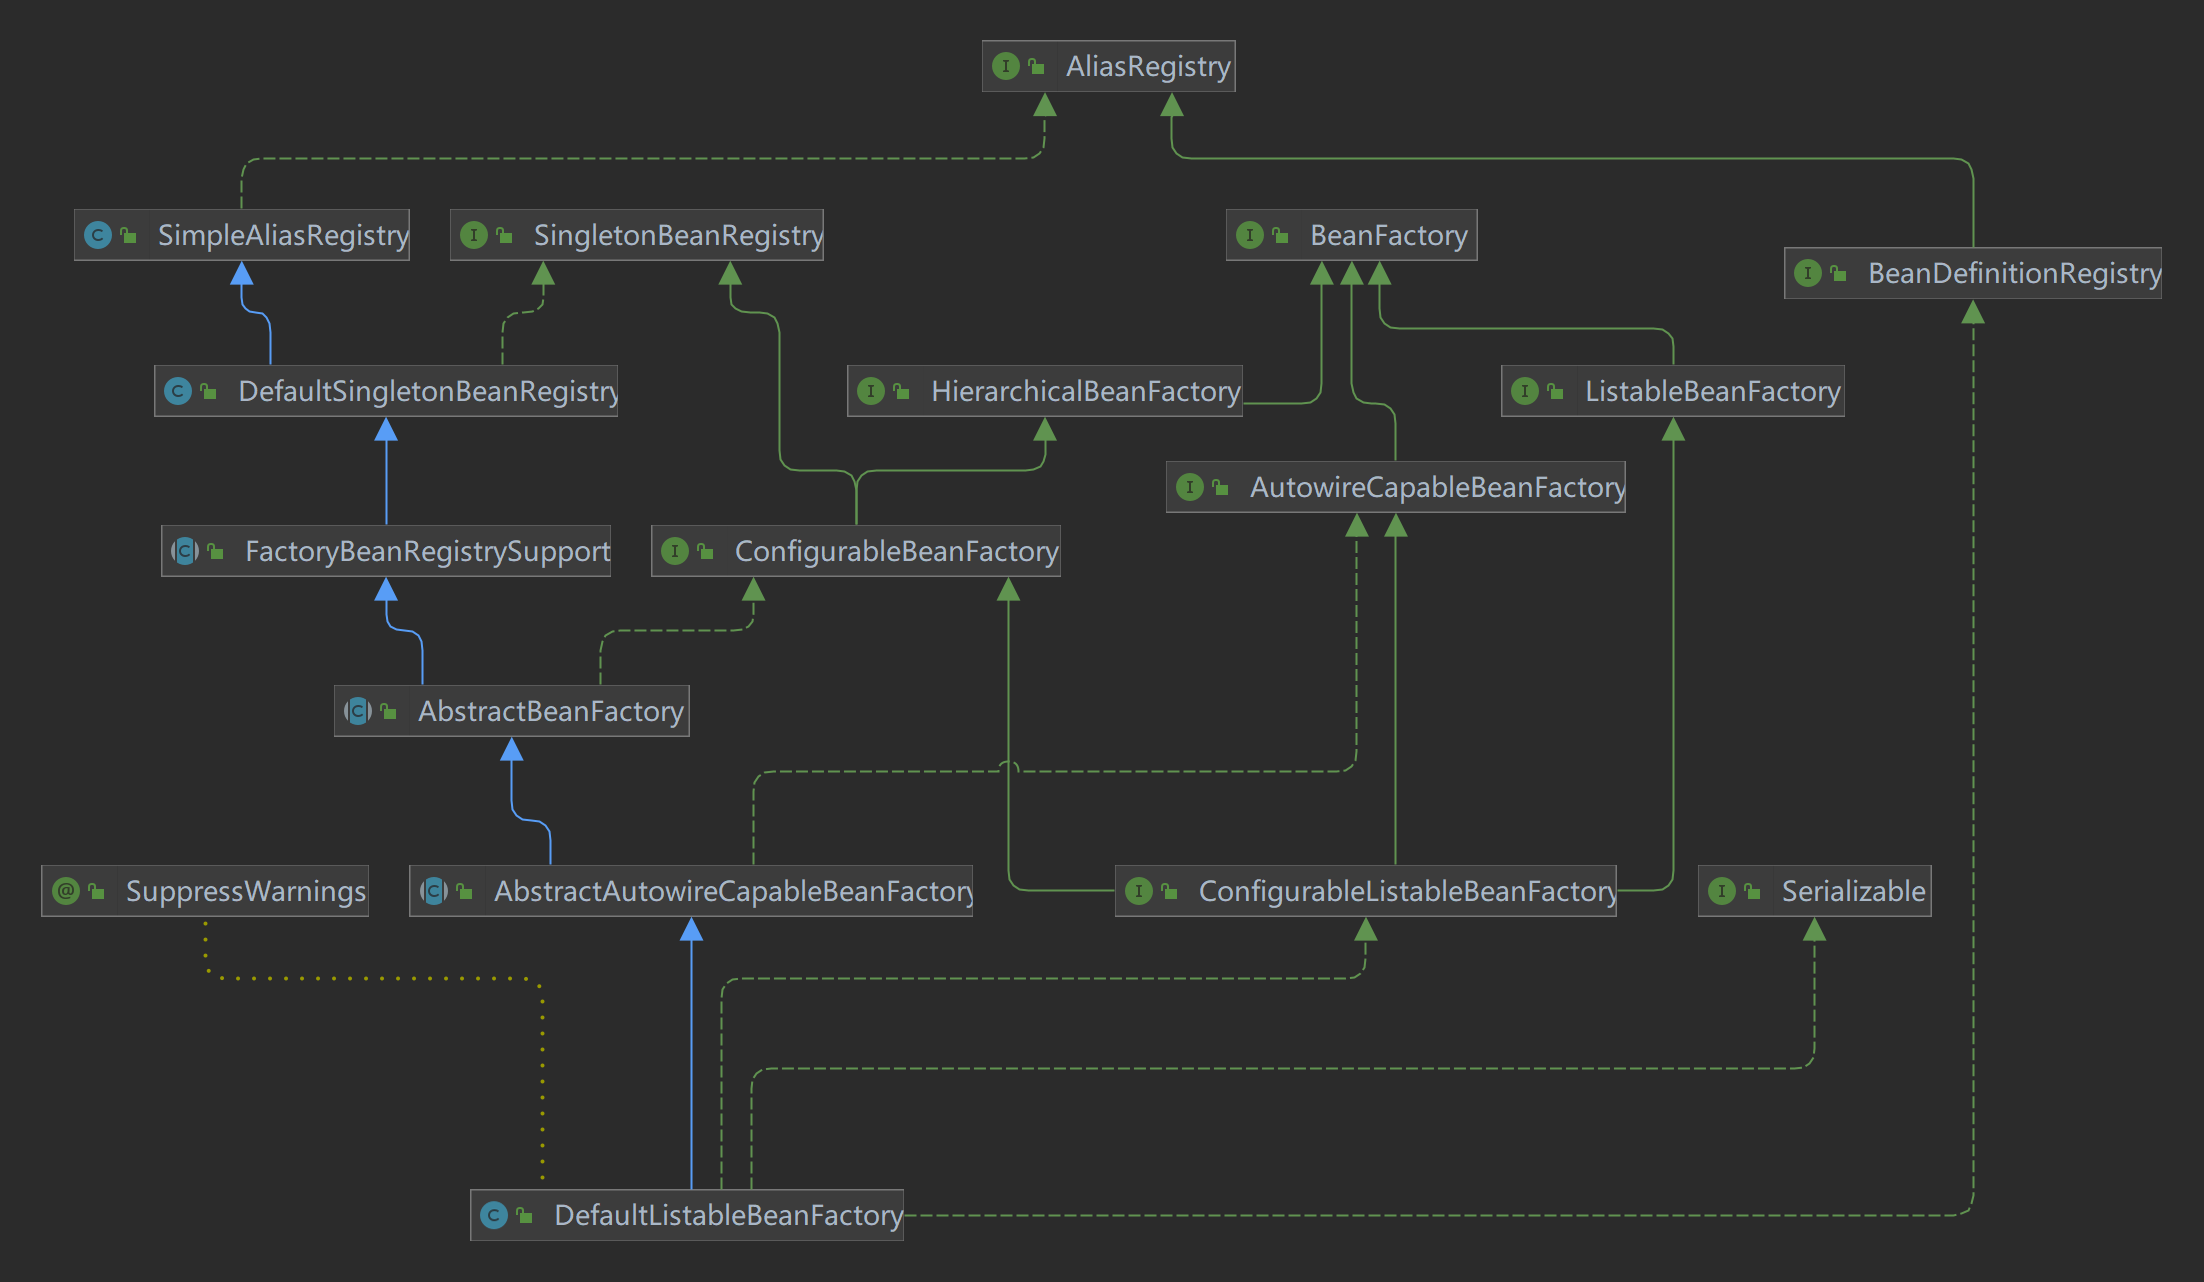 AliasRegistry
SimpleAliasRegistry
SingletonBeanRegistry
BeanFactory
BeanDefinitionRegistry
DefaultSingletonBeanRegistry
HierarchicalBeanFactory
ListableBeanFactory
AutowireCapableBeanFactory
FactoryBeanRegistrySupport
ConfigurableBeanFactory
AbstractBeanFactory
SuppressWarnings
AbstractAutowireCapableBeanFactory
ConfigurableListableBeanFactory
Serializable
DefaultListableBeanFactory